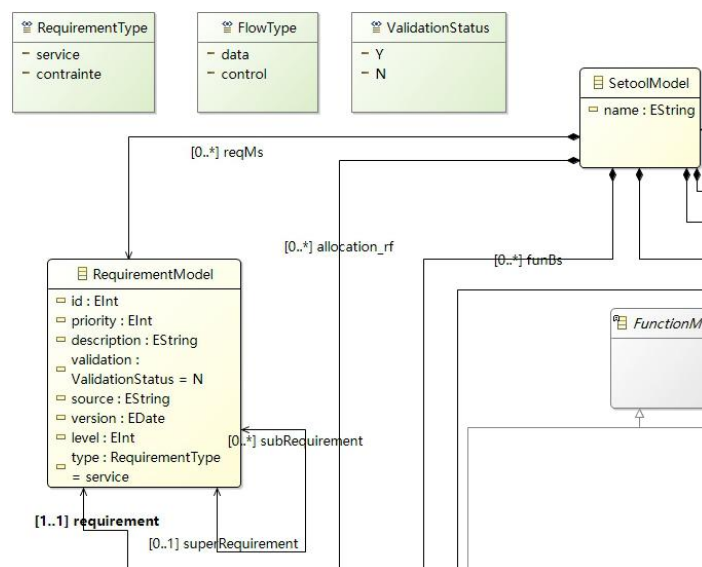 RequirementType
service
contrainte
FlowType
data
control
ValidationStatus
Y
N
SetoolModel
name : EString
[0..*] reqMs
[0..*] allocation_rf
[0..*] funBs
RequirementModel
id : EInt
priority : EInt
description : EString
validation :
ValidationStatus = N
source : EString
version : EDate
level : EInt
type : RequirementType
= service
FunctionM
[0..*] subRequirement
[1..1] requirement
[0..1] superRequirement